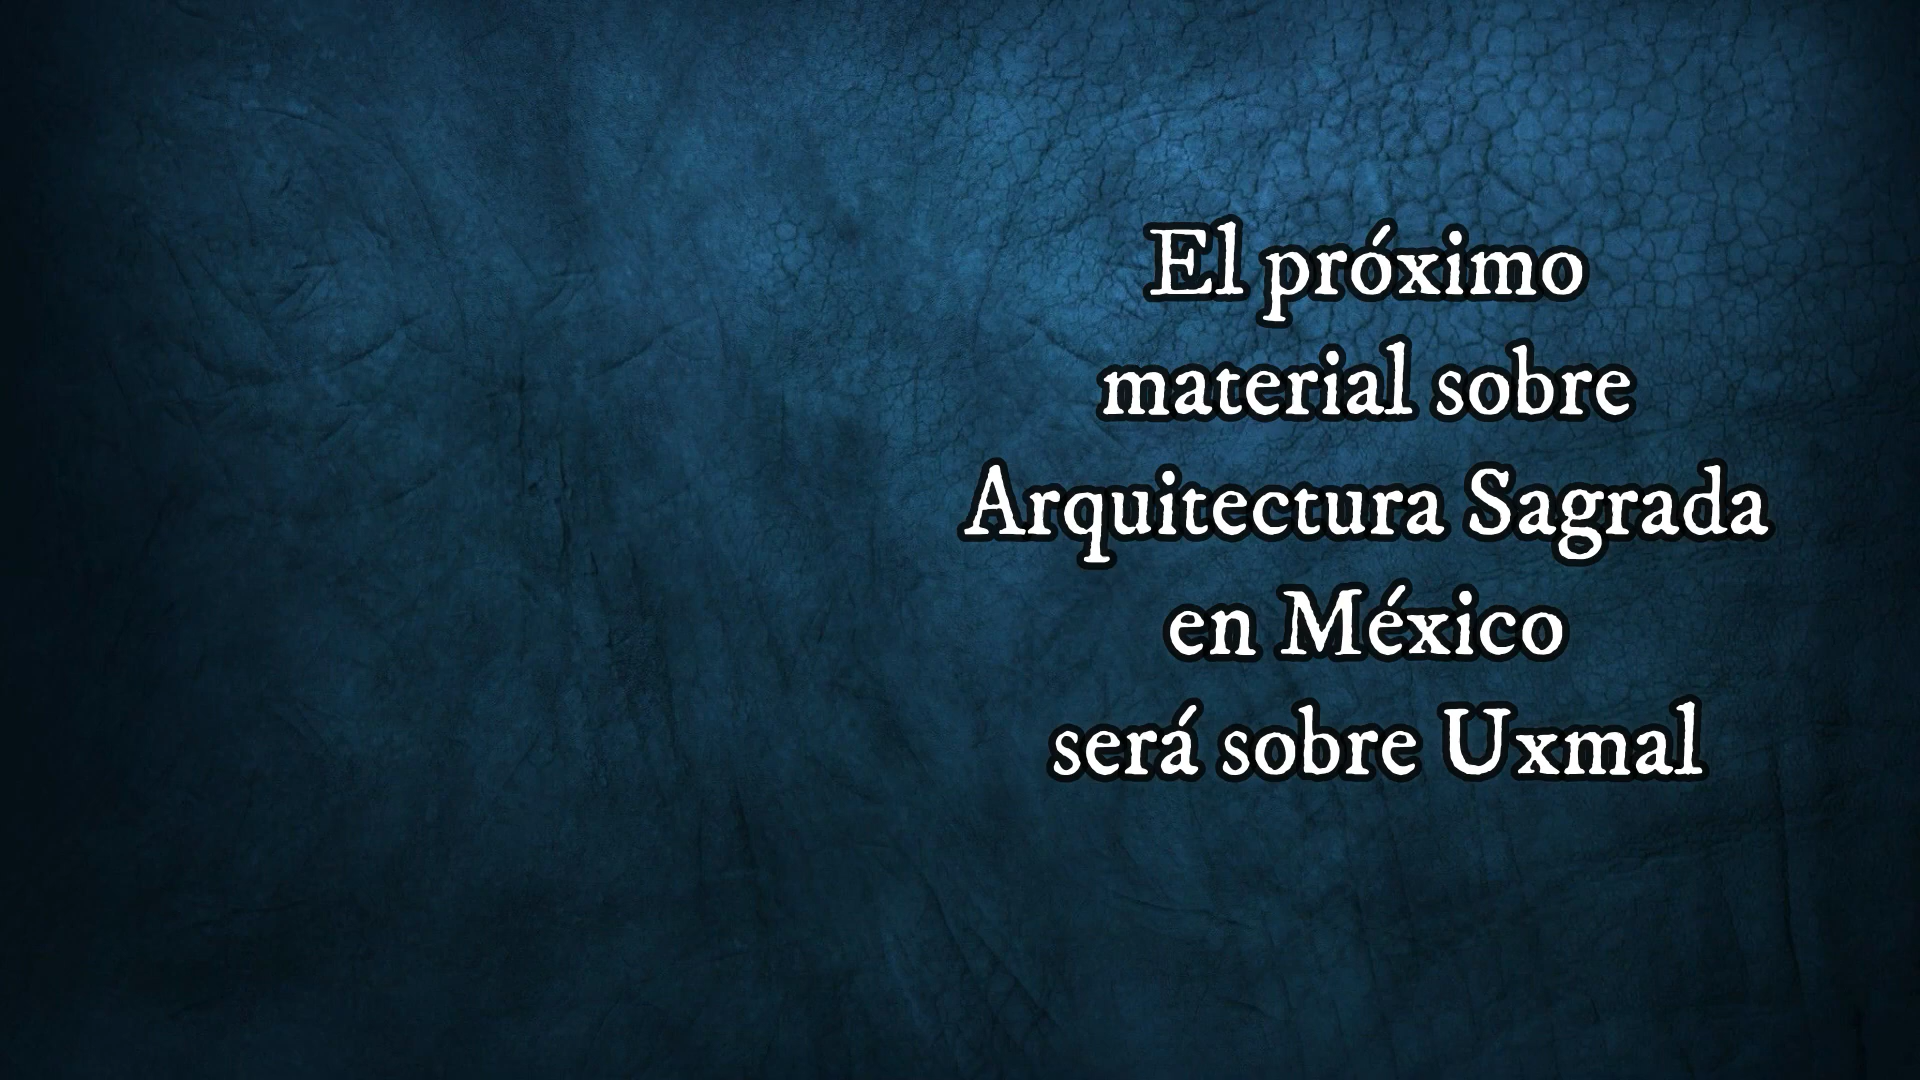 El próximo
material sobre
Arquitectura Sagrada
en México
será sobre Uxmal